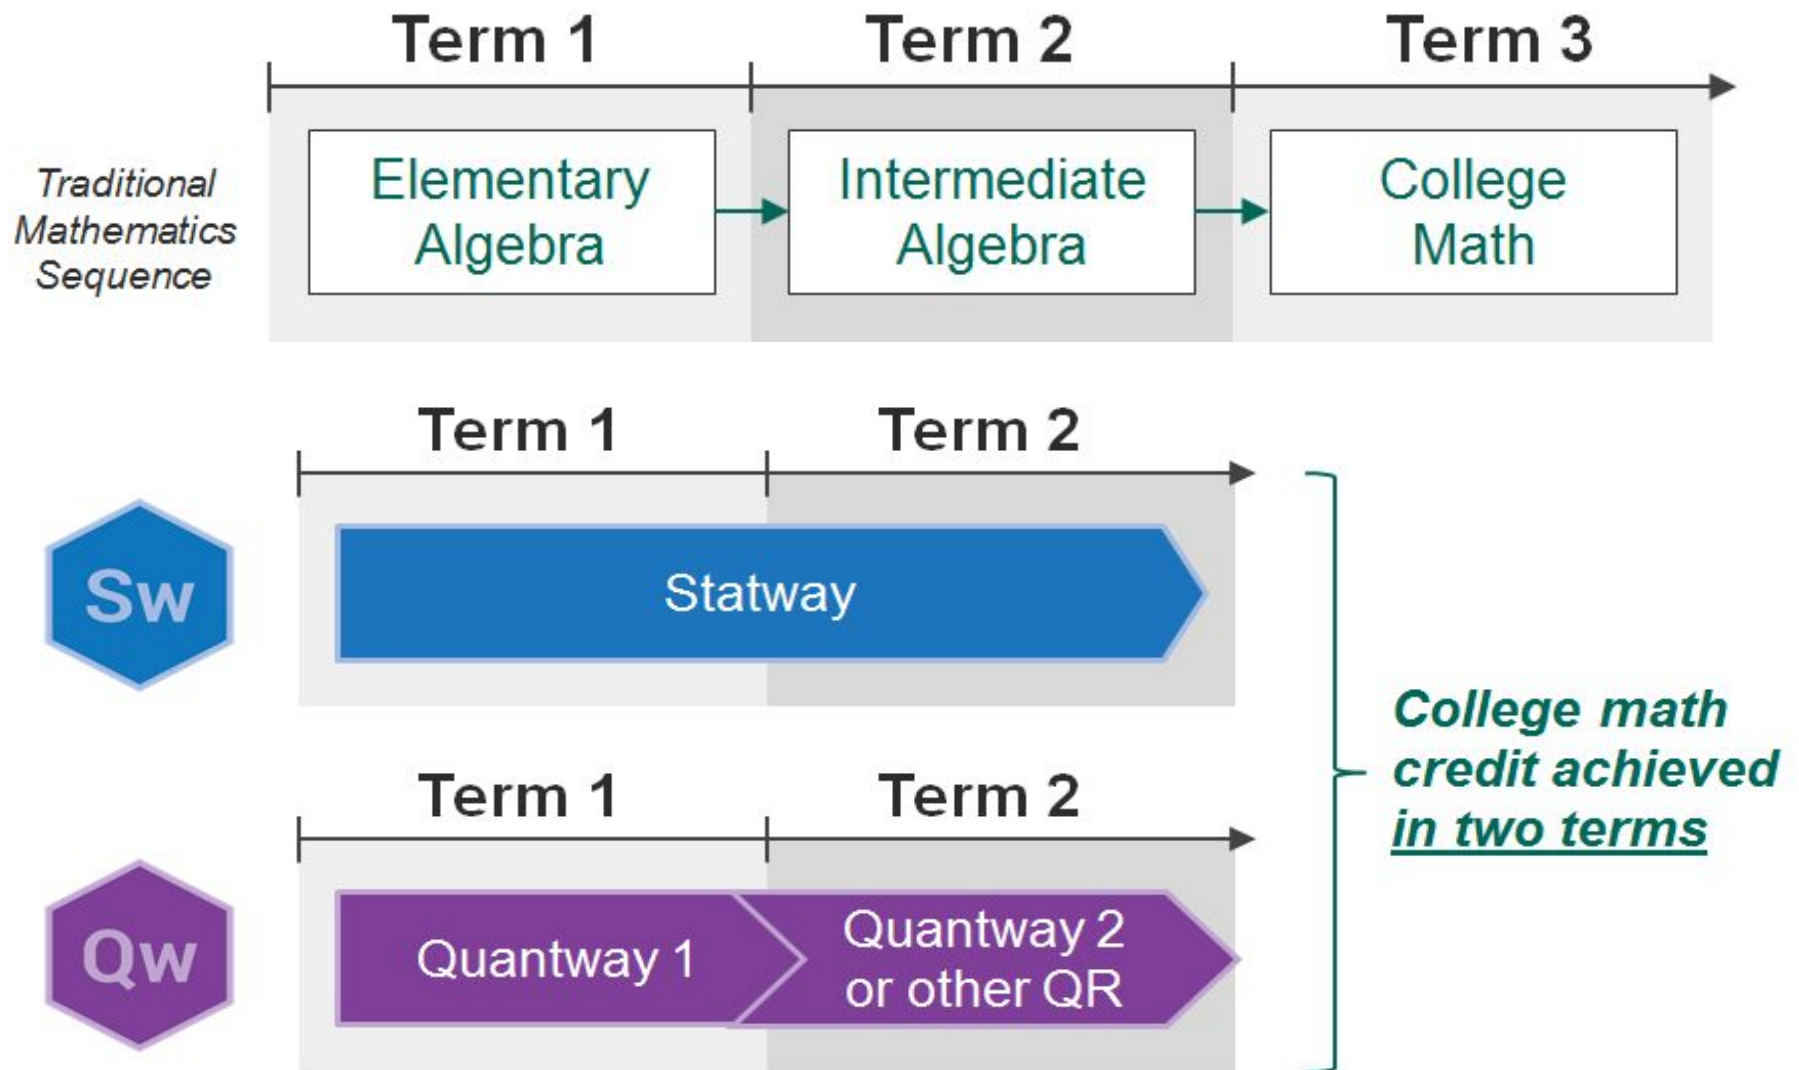 Term 1 Term 2 Term 3
Traditional
Mathematics
Sequence
Elementary
Algebra
Intermediate
Algebra
College
Math
Term 1 Term 2
Sw
Statway
Term 1 Term 2
Qw
Quantway 1
Quantway 2
or other QR
College math
credit achieved
in two terms